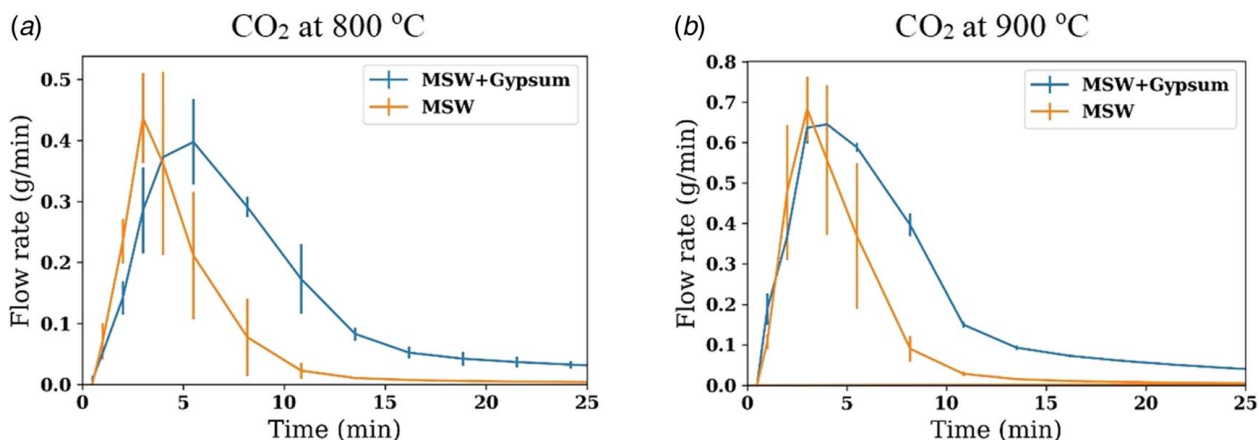 (a) CO₂ at 800 °C
Flow rate (g/min)
0.5
0.4
0.3
0.2
0.1
0.0
MSW+Gypsum
MSW
0 5 10 15 20 25
Time (min)
(b) CO₂ at 900 °C
Flow rate (g/min)
0.8
0.7
0.6
0.5
0.4
0.3
0.2
0.1
0.0
MSW+Gypsum
MSW
0 5 10 15 20 25
Time (min)